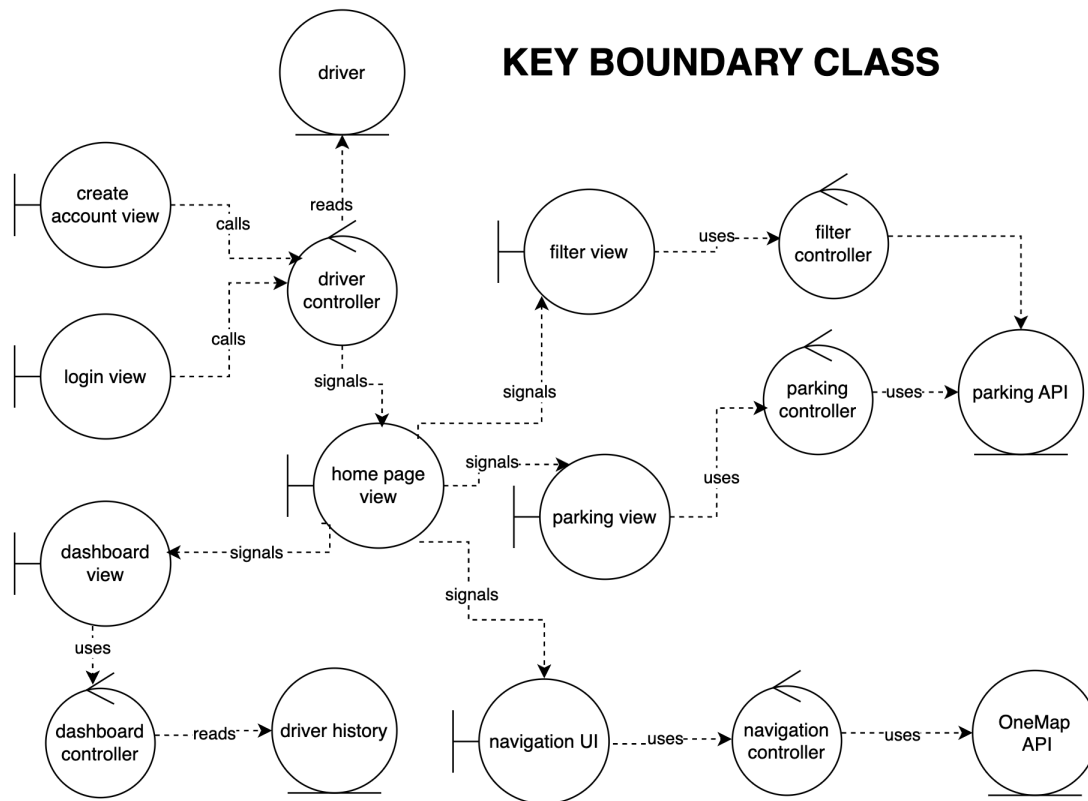 driver
KEY BOUNDARY CLASS
create
account view
calls
reads
driver
controller
filter view
uses
filter
controller
login view
calls
signals
signals
parking
controller
uses
parking API
home page
view
signals
parking view
uses
dashboard
view
signals
signals
uses
dashboard
controller
reads
driver history
navigation UI
uses
navigation
controller
uses
OneMap
API